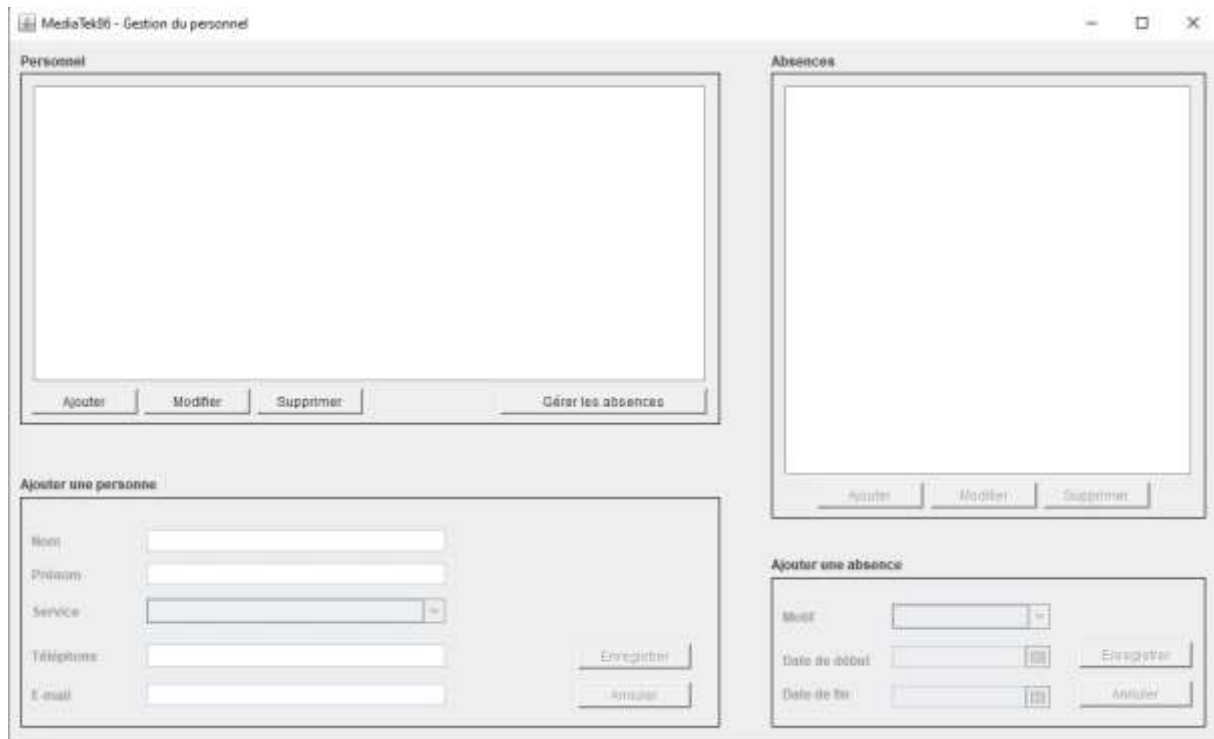 MediaTek86 - Gestion du personnel
Personnel
Ajouter
Modifier
Supprimer
Gérer les absences
Ajouter une personne
Nom
Prénom
Service
Téléphone
E-mail
Enregistrer
Annuler
Absences
Ajouter
Modifier
Supprimer
Ajouter une absence
Motif
Date de début
Date de fin
Enregistrer
Annuler